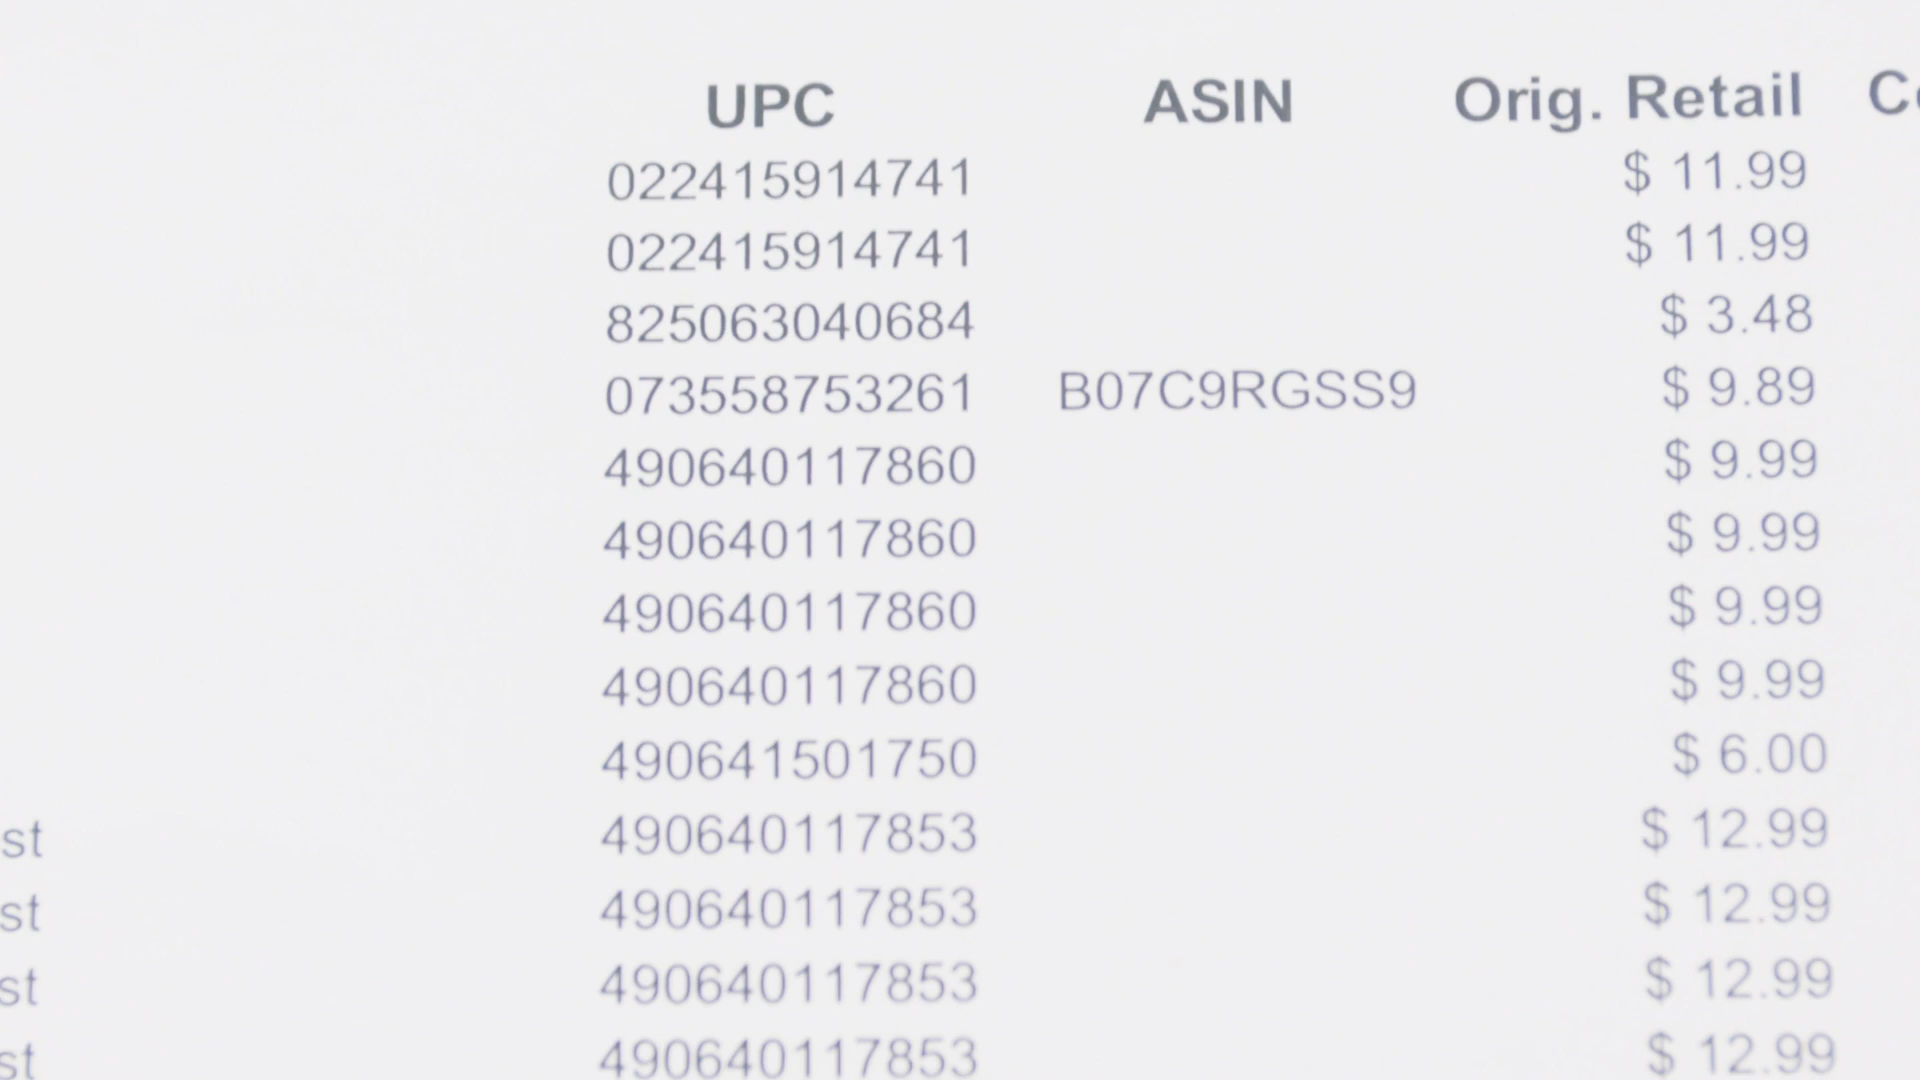 UPC ASIN Orig. Retail
022415914741 $ 11.99
022415914741 $ 11.99
825063040684 $ 3.48
073558753261 B07C9RGSS9 $ 9.89
490640117860 $ 9.99
490640117860 $ 9.99
490640117860 $ 9.99
490640117860 $ 9.99
490641501750 $ 6.00
st 490640117853 $ 12.99
st 490640117853 $ 12.99
st 490640117853 $ 12.99
st 490640117853 $ 12.99